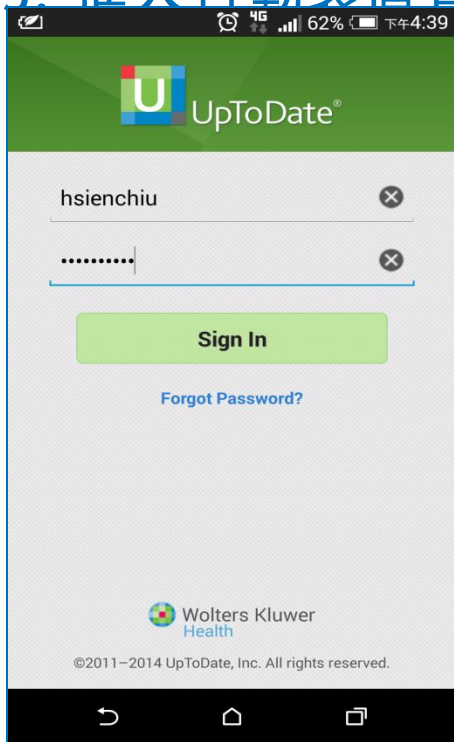 4G 62% 下午4:39
U UpToDate®
hsienchiu
••••••••••
Sign In
Forgot Password?
Wolters Kluwer
Health
©2011–2014 UpToDate, Inc. All rights reserved.